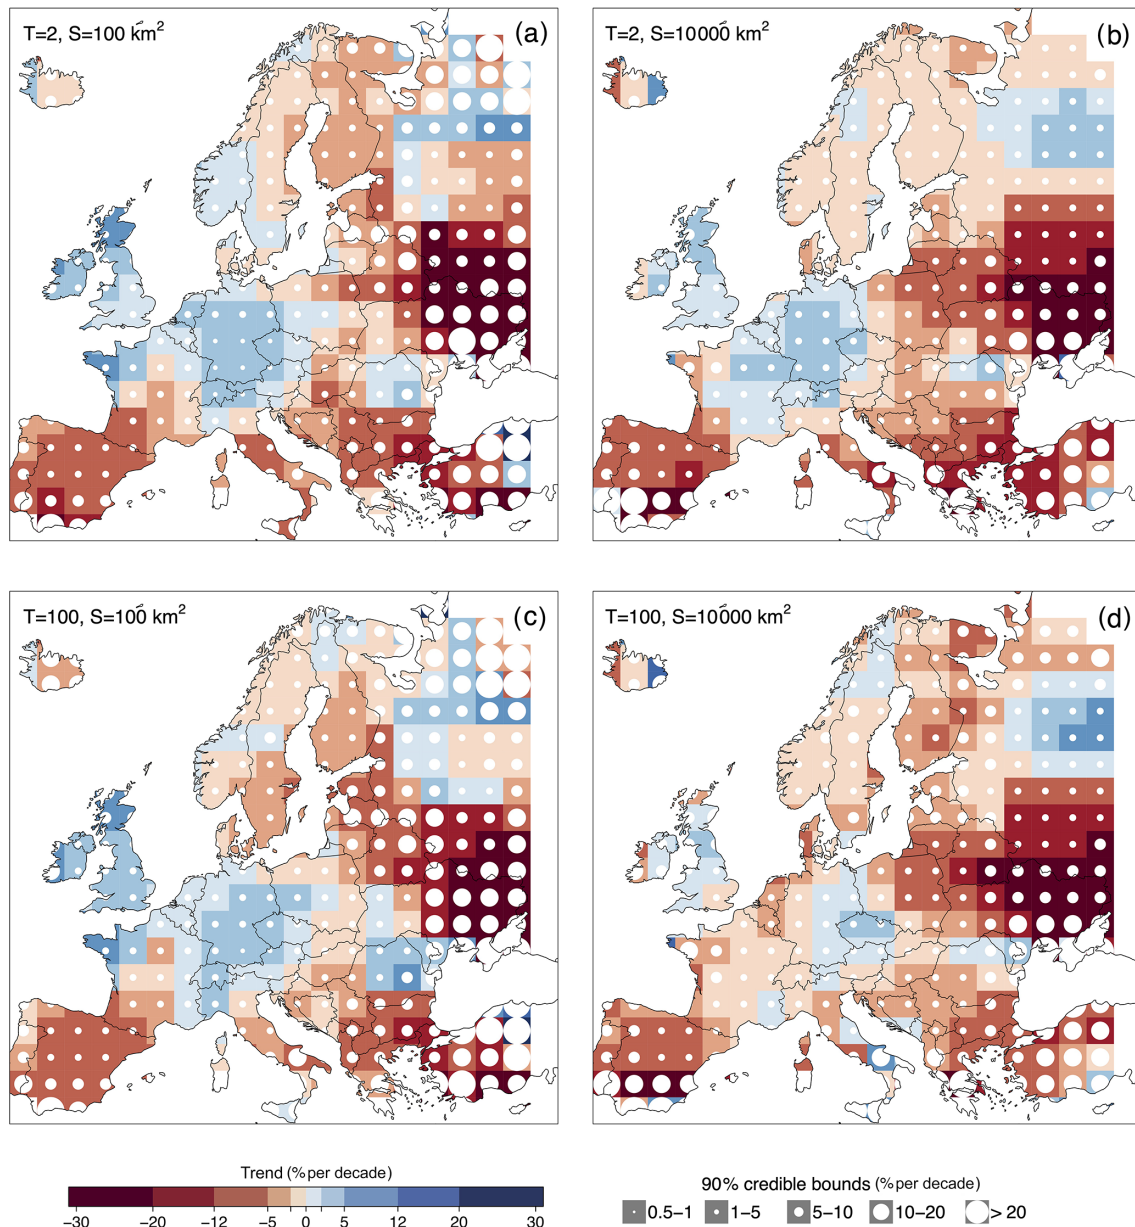 T=2, S=100 km²
(a)
T=2, S=10000 km²
(b)
T=100, S=100 km²
(c)
T=100, S=10000 km²
(d)
Trend (% per decade)
−30 −20 −12 −5 −2 0 2 5 12 20 30
90% credible bounds (% per decade)
0.5−1 1−5 5−10 10−20 > 20